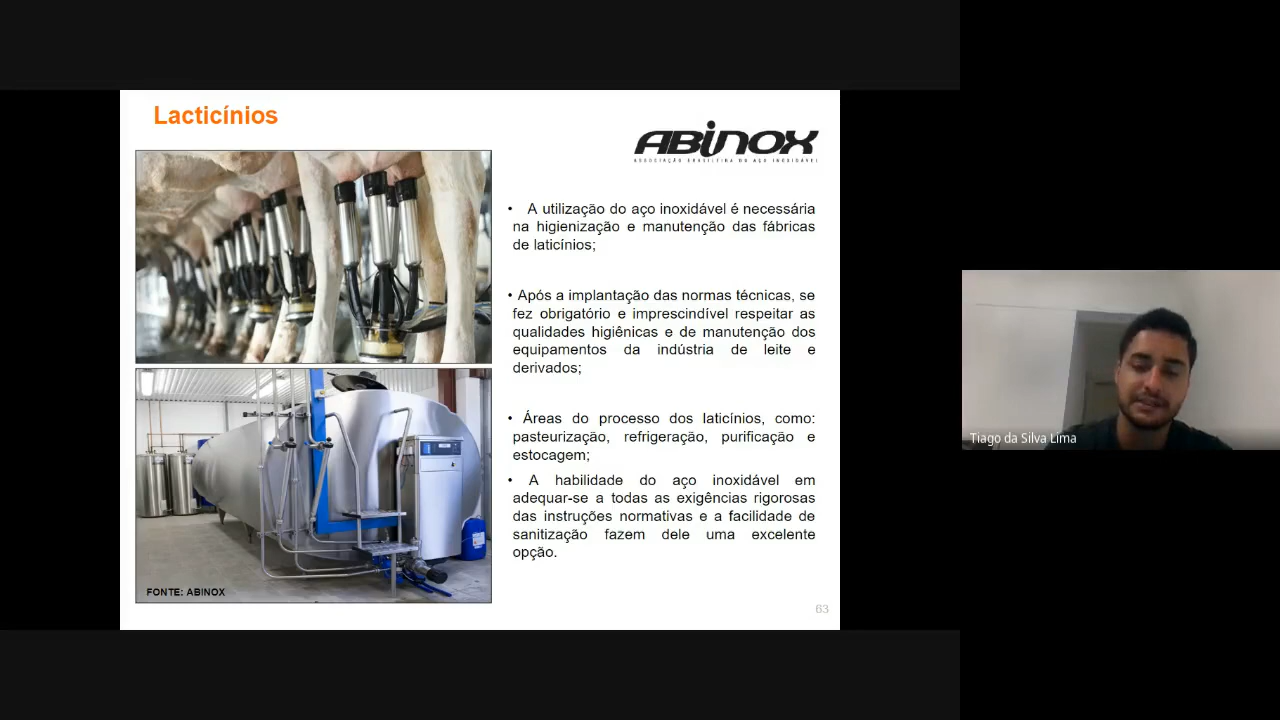 Lacticínios
ABINOX
ASSOCIAÇÃO BRASILEIRA DO AÇO INOXIDÁVEL
• A utilização do aço inoxidável é necessária
na higienização e manutenção das fábricas
de laticínios;
• Após a implantação das normas técnicas, se
fez obrigatório e imprescindível respeitar as
qualidades higiênicas e de manutenção dos
equipamentos da indústria de leite e
derivados;
• Áreas do processo dos laticínios, como:
pasteurização, refrigeração, purificação e
estocagem;
• A habilidade do aço inoxidável em
adequar-se a todas as exigências rigorosas
das instruções normativas e a facilidade de
sanitização fazem dele uma excelente
opção.
FONTE: ABINOX
63
Tiago da Silva Lima